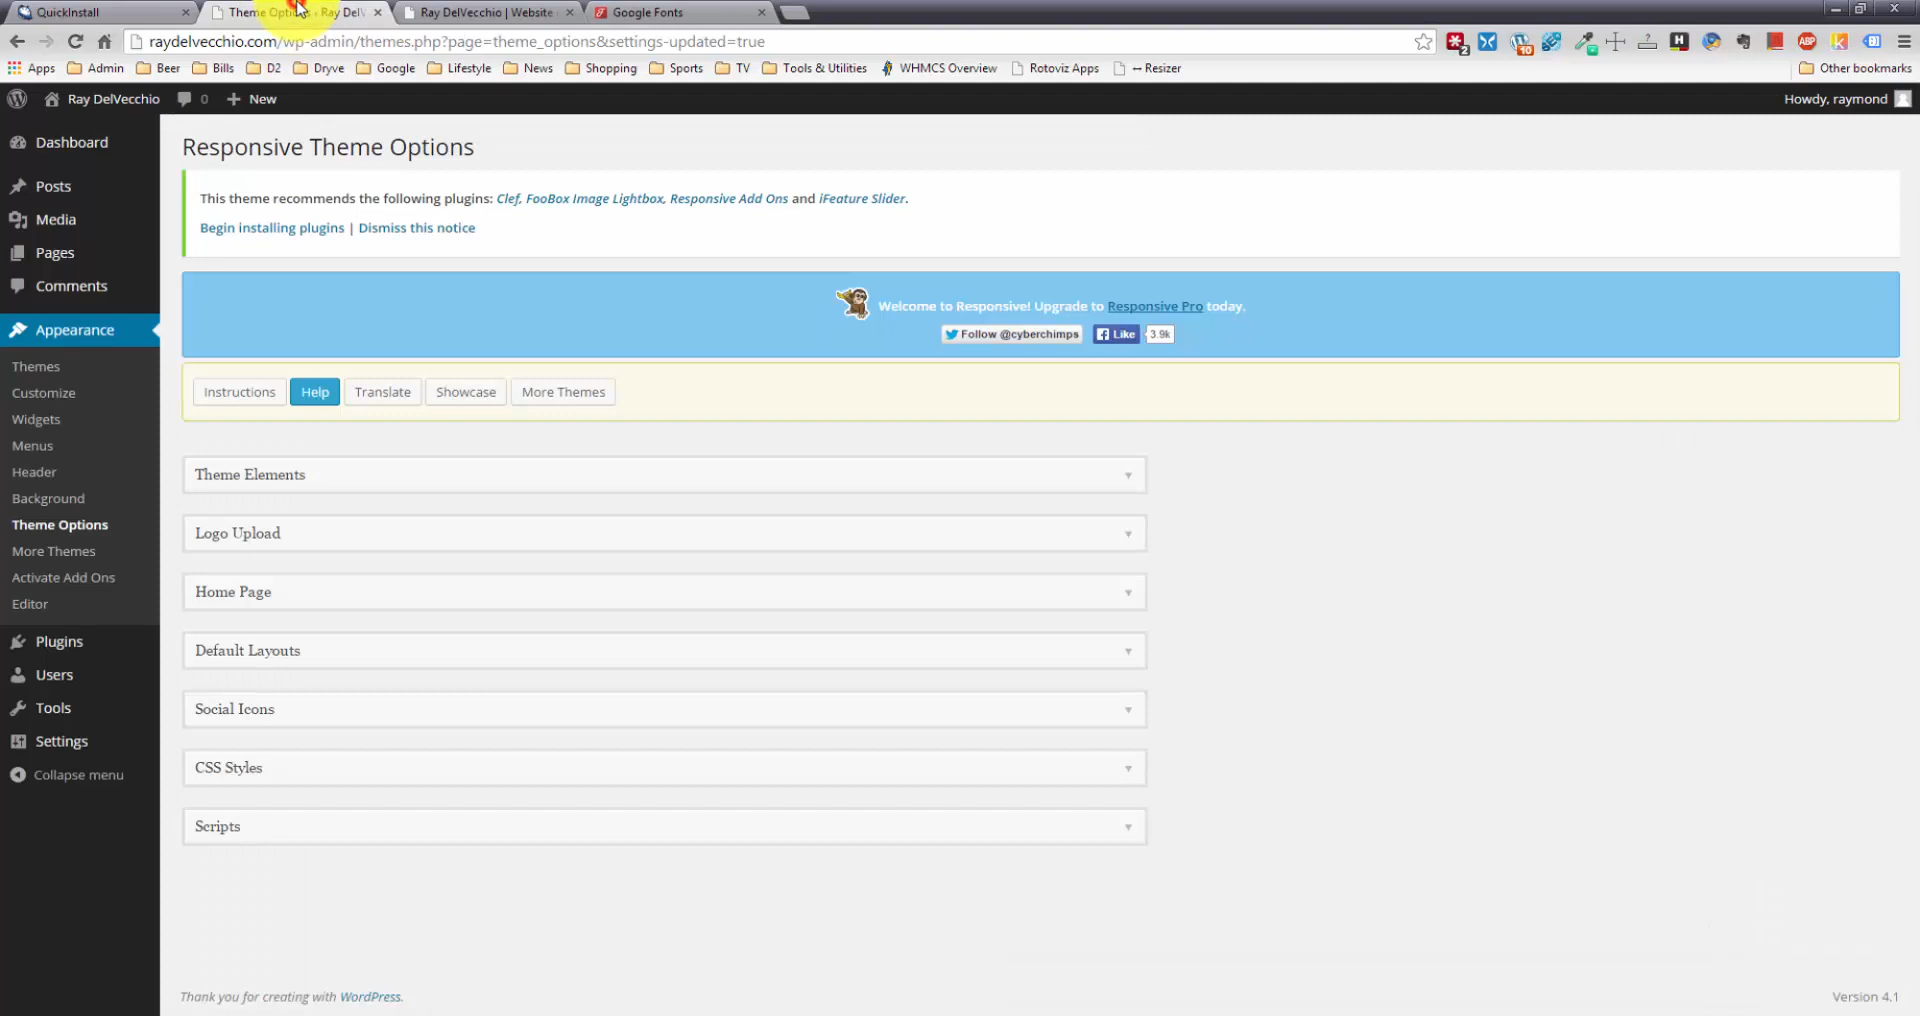 QuickInstall
Theme Options ‹ Ray DelV
Ray DelVecchio | Website
Google Fonts
raydelvecchio.com/wp-admin/themes.php?page=theme_options&settings-updated=true
2
10
H
ABP
Apps Admin Beer Bills D2 Dryve Google Lifestyle News Shopping Sports TV Tools & Utilities WHMCS Overview Rotoviz Apps ↔ Resizer Other bookmarks
Ray DelVecchio 0 + New Howdy, raymond
Dashboard
Posts
Media
Pages
Comments
Appearance
Themes
Customize
Widgets
Menus
Header
Background
Theme Options
More Themes
Activate Add Ons
Editor
Plugins
Users
Tools
Settings
Collapse menu
Responsive Theme Options
This theme recommends the following plugins: Clef, FooBox Image Lightbox, Responsive Add Ons and iFeature Slider.
Begin installing plugins | Dismiss this notice
Welcome to Responsive! Upgrade to Responsive Pro today.
Follow @cyberchimps Like 3.9k
Instructions Help Translate Showcase More Themes
Theme Elements
Logo Upload
Home Page
Default Layouts
Social Icons
CSS Styles
Scripts
Thank you for creating with WordPress. Version 4.1